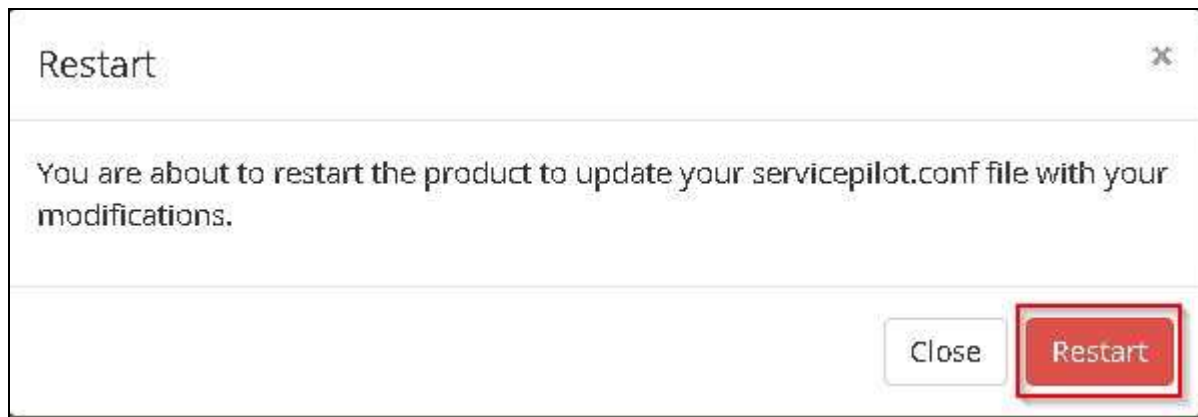 Restart
You are about to restart the product to update your servicepilot.conf file with your
modifications.
Close
Restart